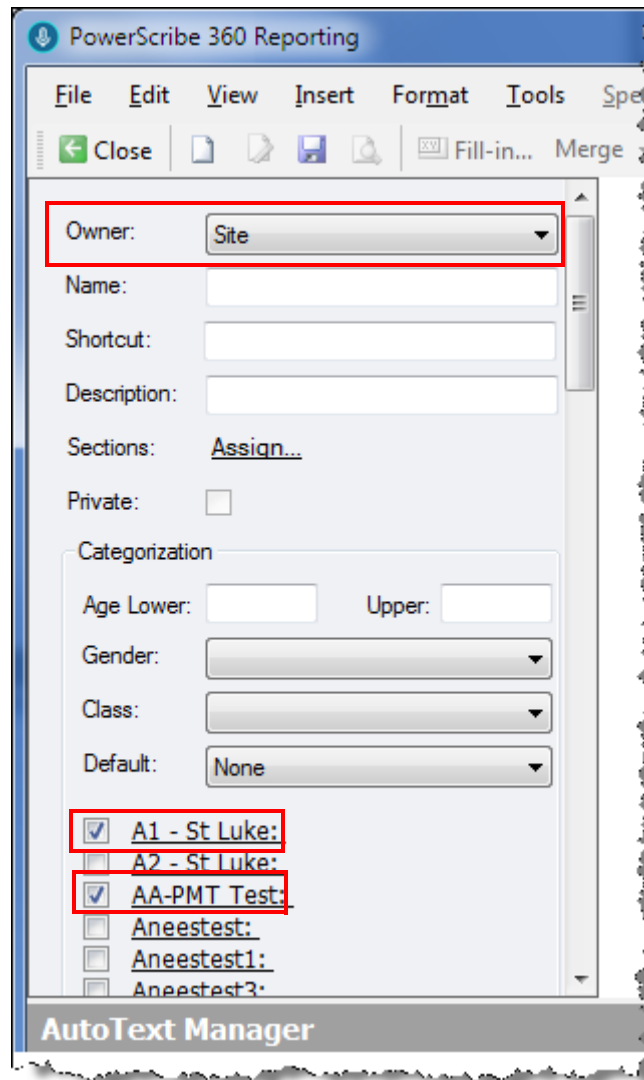 PowerScribe 360 Reporting
File Edit View Insert Format Tools
Close Fill-in... Merge
Owner: Site
Name:
Shortcut:
Description:
Sections: Assign...
Private:
Categorization
Age Lower: Upper:
Gender:
Class:
Default: None
A1 - St Luke:
A2 - St Luke:
AA-PMT Test:
Aneestest:
Aneestest1:
Aneestest3:
AutoText Manager